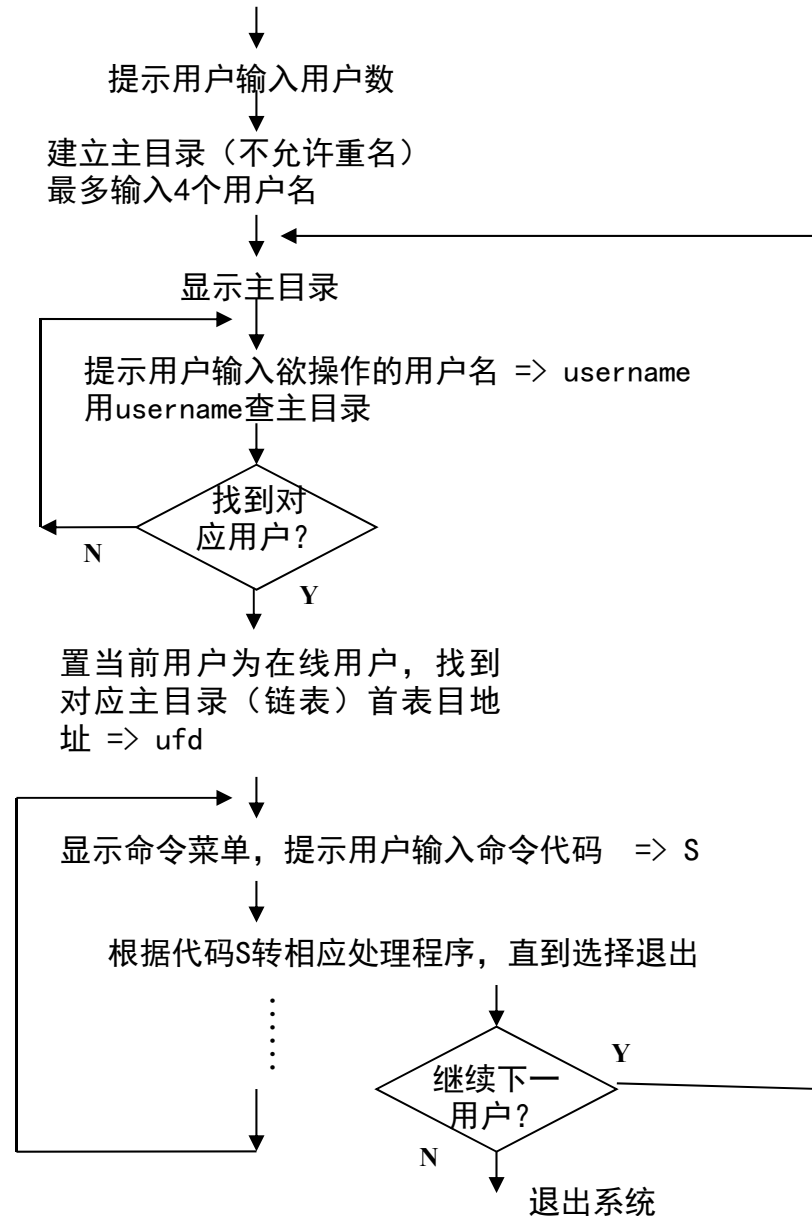 提示用户输入用户数
建立主目录（不允许重名）
最多输入4个用户名
显示主目录
提示用户输入欲操作的用户名 => username
用username查主目录
找到对
应用户？
N
Y
置当前用户为在线用户，找到
对应主目录（链表）首表目地
址 => ufd
显示命令菜单，提示用户输入命令代码 => S
根据代码S转相应处理程序，直到选择退出
……
Y
继续下一
用户？
N
退出系统